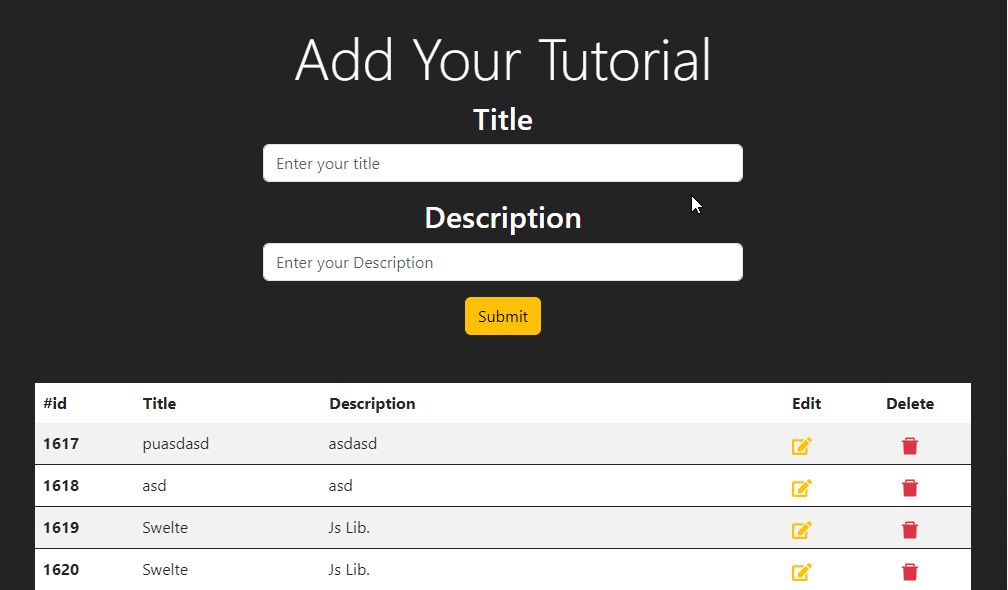 Add Your Tutorial
Title
Enter your title
Description
Enter your Description
Submit
#id Title Description Edit Delete
1617 puasdasd asdasd
1618 asd asd
1619 Swelte Js Lib.
1620 Swelte Js Lib.